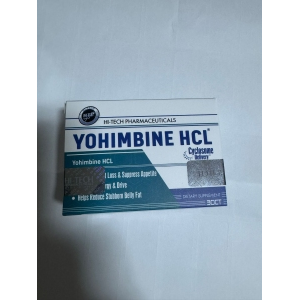 HI-TECH PHARMACEUTICALS
YOHIMBINE HCL
Cyclosome
Delivery
Yohimbine HCL
Loss & Suppress Appetite
& Drive
• Helps Reduce Stubborn Belly Fat
DIETARY SUPPLEMENT
30CT